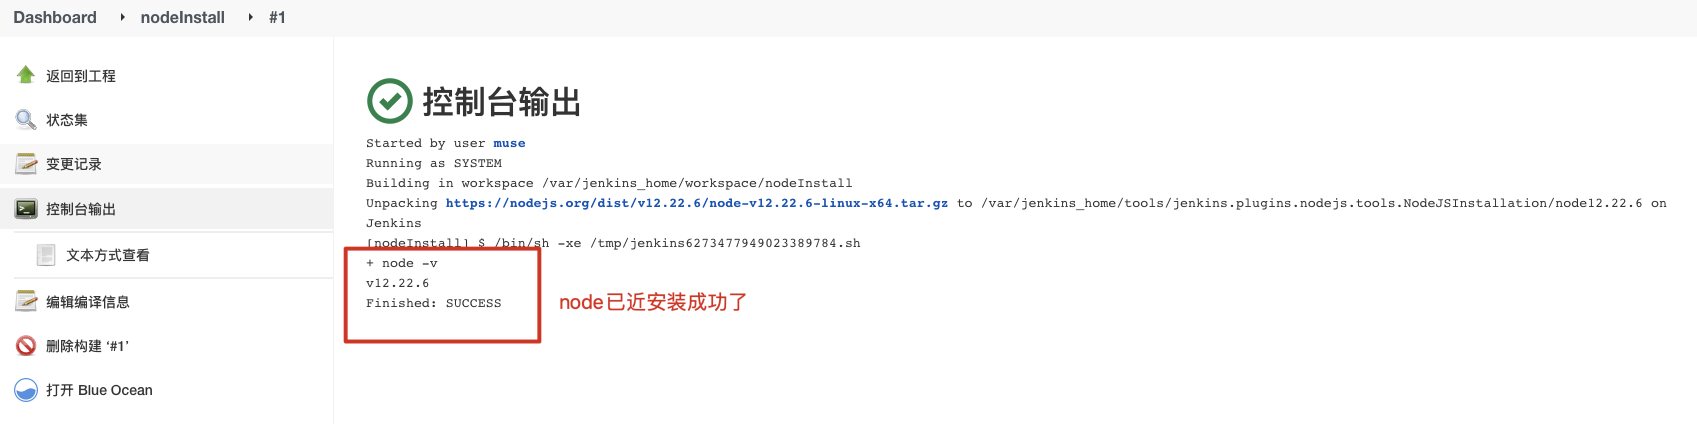 Dashboard nodeInstall #1
返回到工程
状态集
变更记录
控制台输出
文本方式查看
编辑编译信息
删除构建 ‘#1’
打开 Blue Ocean
控制台输出
Started by user muse
Running as SYSTEM
Building in workspace /var/jenkins_home/workspace/nodeInstall
Unpacking https://nodejs.org/dist/v12.22.6/node-v12.22.6-linux-x64.tar.gz to /var/jenkins_home/tools/jenkins.plugins.nodejs.tools.NodeJSInstallation/node12.22.6 on
Jenkins
[nodeInstall] $ /bin/sh -xe /tmp/jenkins6273477949023389784.sh
+ node -v
v12.22.6
Finished: SUCCESS
node已近安装成功了